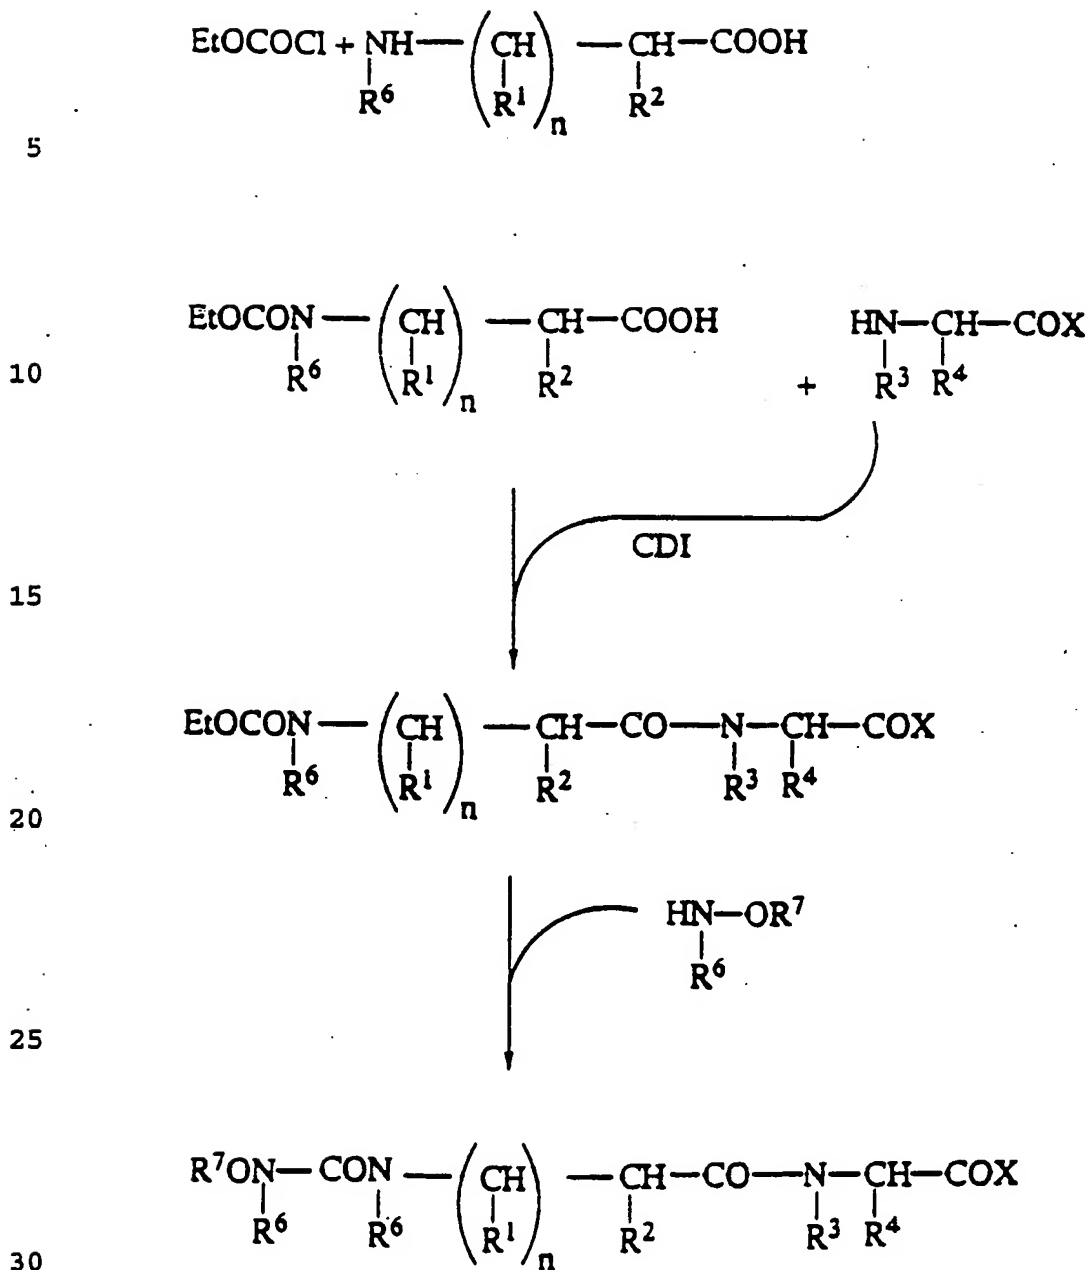 EtOCOCl + NH — ( CH )n — CH — COOH
R⁶ R¹ R²
5
EtOCON — ( CH )n — CH — COOH HN — CH — COX
10
R⁶ R¹ R² + R³ R⁴
CDI
15
EtOCON — ( CH )n — CH — CO — N — CH — COX
R⁶ R¹ R² R³ R⁴
20
HN — OR⁷
R⁶
25
R⁷ON — CON — ( CH )n — CH — CO — N — CH — COX
R⁶ R⁶ R¹ R² R³ R⁴
30